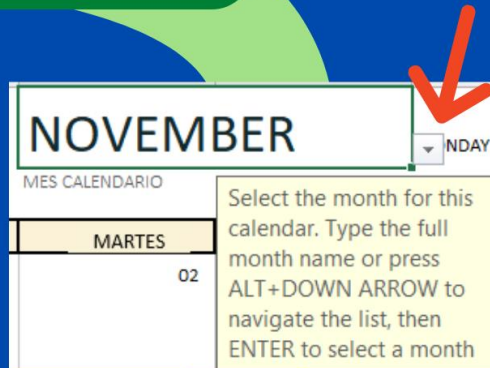 NOVEMBER
NDAY
MES CALENDARIO
Select the month for this
calendar. Type the full
month name or press
ALT+DOWN ARROW to
navigate the list, then
ENTER to select a month
MARTES
02